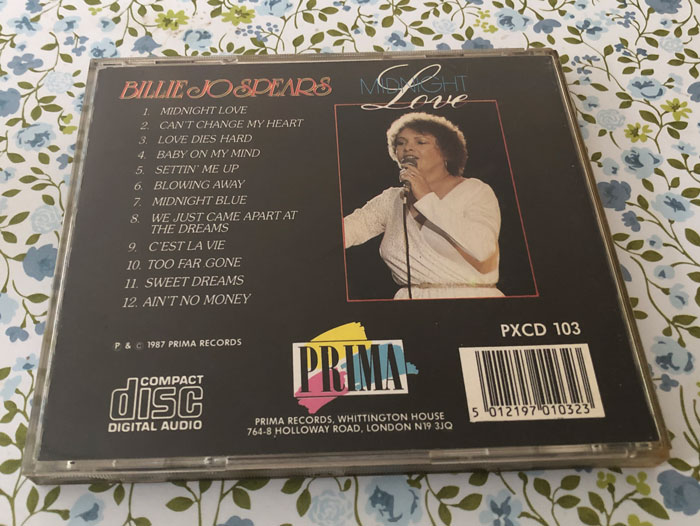 BILLIE JO SPEARS
MIDNIGHT
Love
1. MIDNIGHT LOVE
2. CAN'T CHANGE MY HEART
3. LOVE DIES HARD
4. BABY ON MY MIND
5. SETTIN' ME UP
6. BLOWING AWAY
7. MIDNIGHT BLUE
8. WE JUST CAME APART AT
THE DREAMS
9. C'EST LA VIE
10. TOO FAR GONE
11. SWEET DREAMS
12. AIN'T NO MONEY
P & C 1987 PRIMA RECORDS
COMPACT
disc
DIGITAL AUDIO
PRIMA
PRIMA RECORDS, WHITTINGTON HOUSE
764-8 HOLLOWAY ROAD, LONDON N19 3JQ
PXCD 103
5 012197 010323